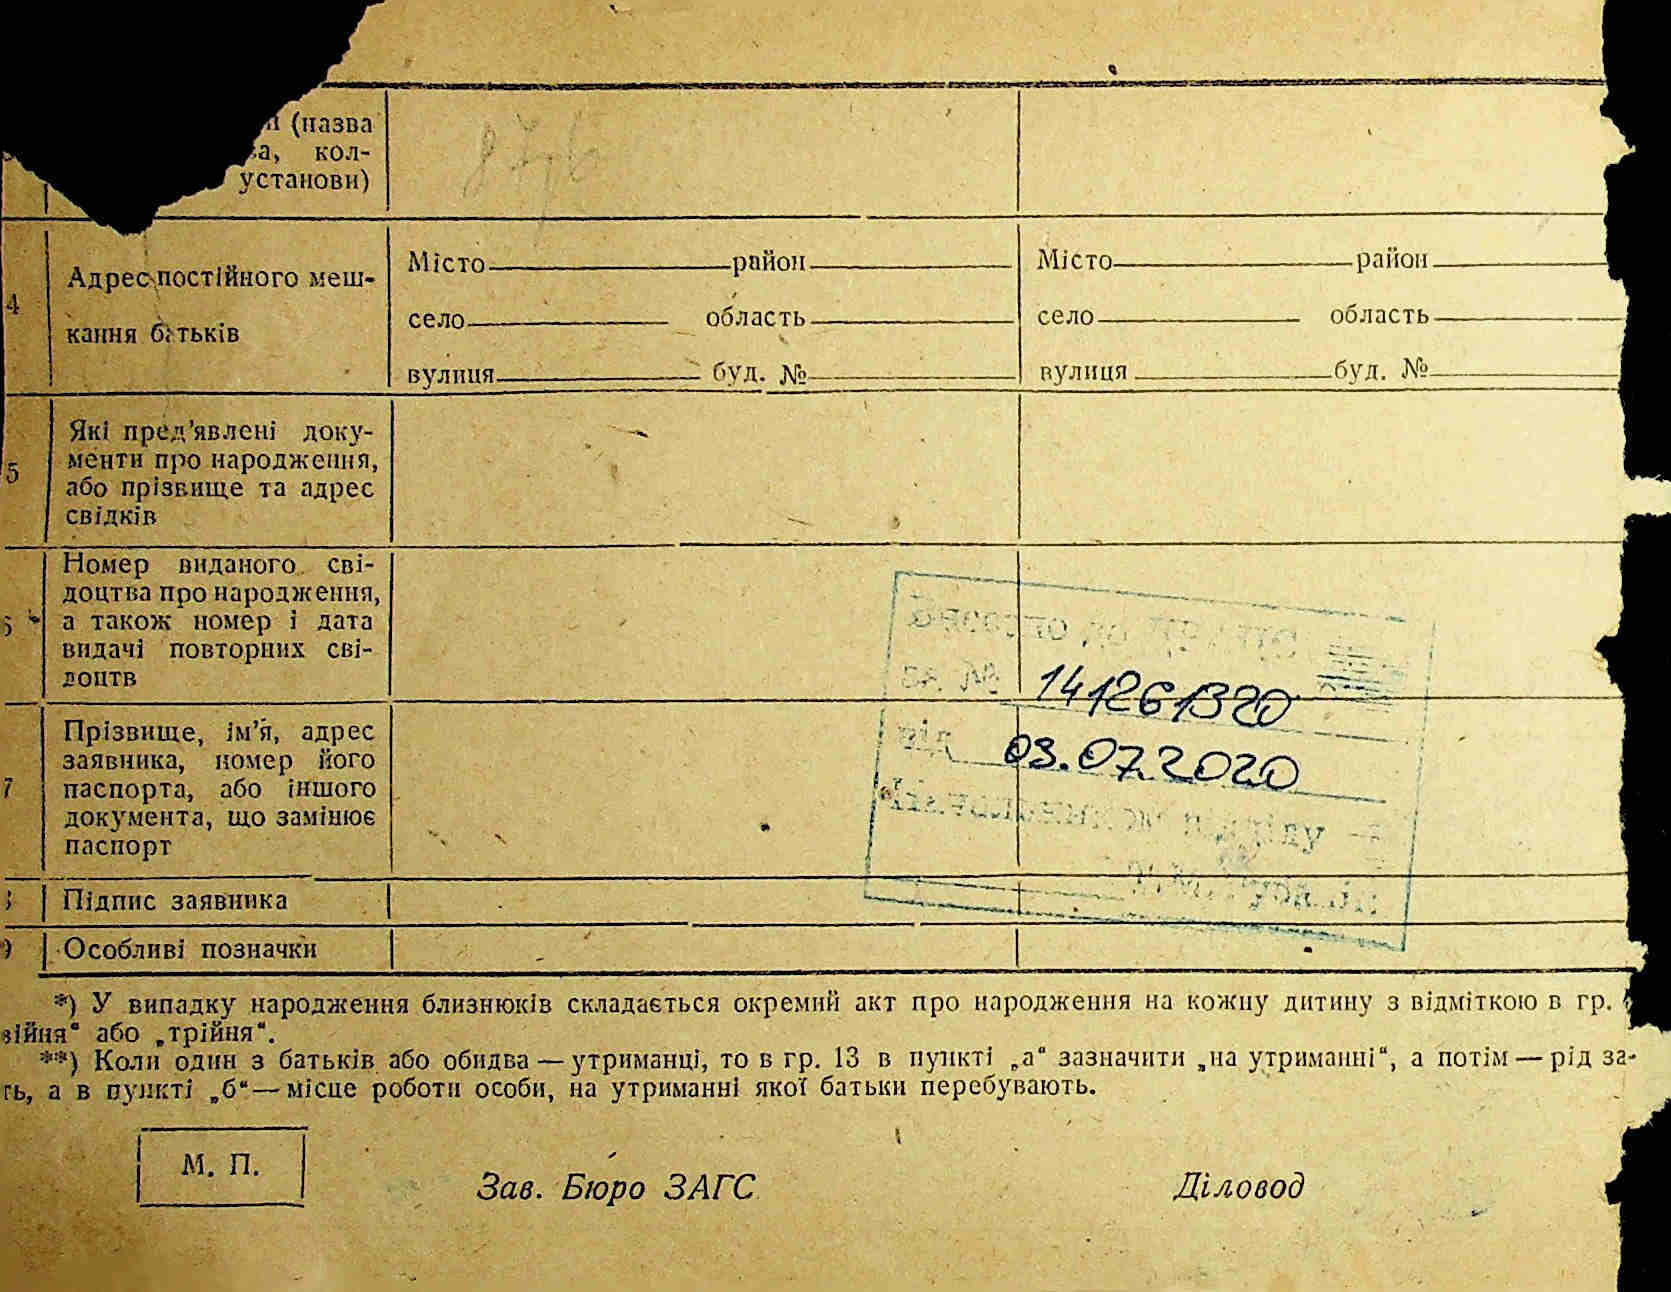 (назва
кол-
установи)
4
Адрес постійного меш-
кання батьків
Місто район
село область
вулиця буд. №
Місто район
село область
вулиця буд. №
5
Які пред’явлені доку-
менти про народження,
або прізвище та адрес
свідків
Номер виданого сві-
доцтва про народження,
а також номер і дата
видачі повторних сві-
доцтв
141261320
03.07.2020
7
Прізвище, ім’я, адрес
заявника, номер його
паспорта, або іншого
документа, що замінює
паспорт
Підпис заявника
9
Особливі позначки
*) У випадку народження близнюків складається окремий акт про народження на кожну дитину з відміткою в гр.
або „трійня“.
**) Коли один з батьків або обидва — утриманці, то в гр. 13 в пункті „а“ зазначити „на утриманні“, а потім — рід за-
а в пункті „б“ — місце роботи особи, на утриманні якої батьки перебувають.
М. П.
Зав. Бюро ЗАГС
Діловод